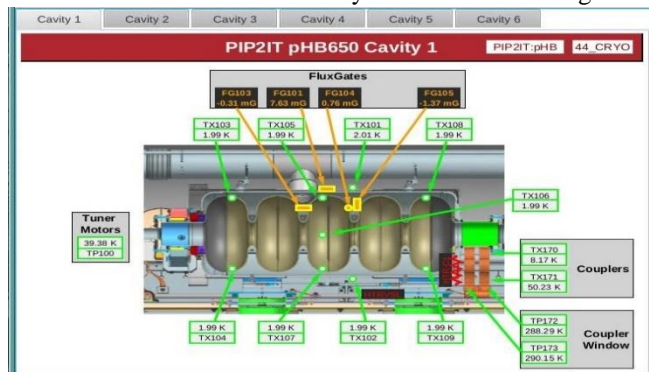 Cavity 1 Cavity 2 Cavity 3 Cavity 4 Cavity 5 Cavity 6
PIP2IT pHB650 Cavity 1 PIP2IT:pHB 44_CRYO
FluxGates
FG103 FG101 FG104 FG105
-0.31 mG 7.63 mG 0.76 mG -1.37 mG
TX103 TX105 TX101 TX108
1.99 K 1.99 K 2.01 K 1.99 K
TX106
1.99 K
Tuner
Motors
39.38 K
TP100
TX170
8.17 K
TX171
50.23 K
Couplers
1.99 K 1.99 K 1.99 K 1.99 K
TX104 TX107 TX102 TX109
TP172
288.29 K
TP173
290.15 K
Coupler
Window